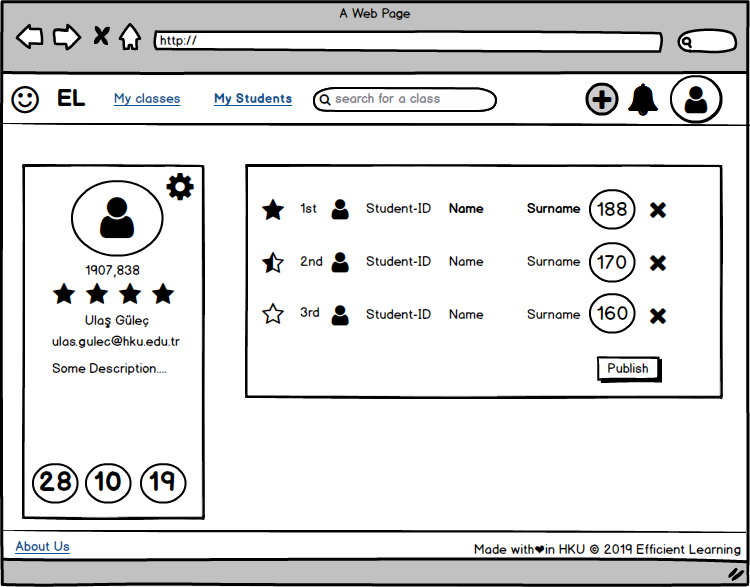 A Web Page
http://
EL My classes My Students search for a class
1907,838
Ulaş Güleç
ulas.gulec@hku.edu.tr
Some Description....
28 10 19
1st Student-ID Name Surname 188
2nd Student-ID Name Surname 170
3rd Student-ID Name Surname 160
Publish
About Us
Made with❤in HKU © 2019 Efficient Learning